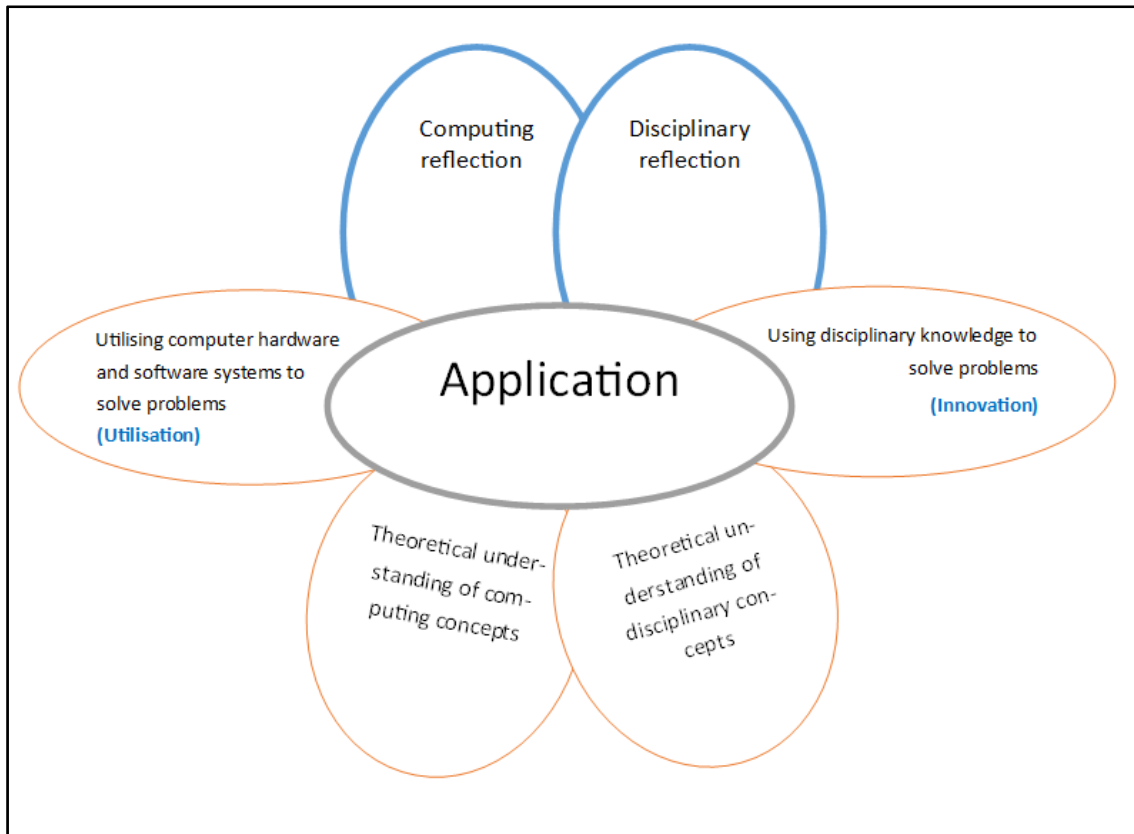 Computing
reflection
Disciplinary
reflection
Utilising computer hardware
and software systems to
solve problems
(Utilisation)
Application
Using disciplinary knowledge to
solve problems
(Innovation)
Theoretical under-
standing of com-
puting concepts
Theoretical un-
derstanding of
disciplinary con-
cepts